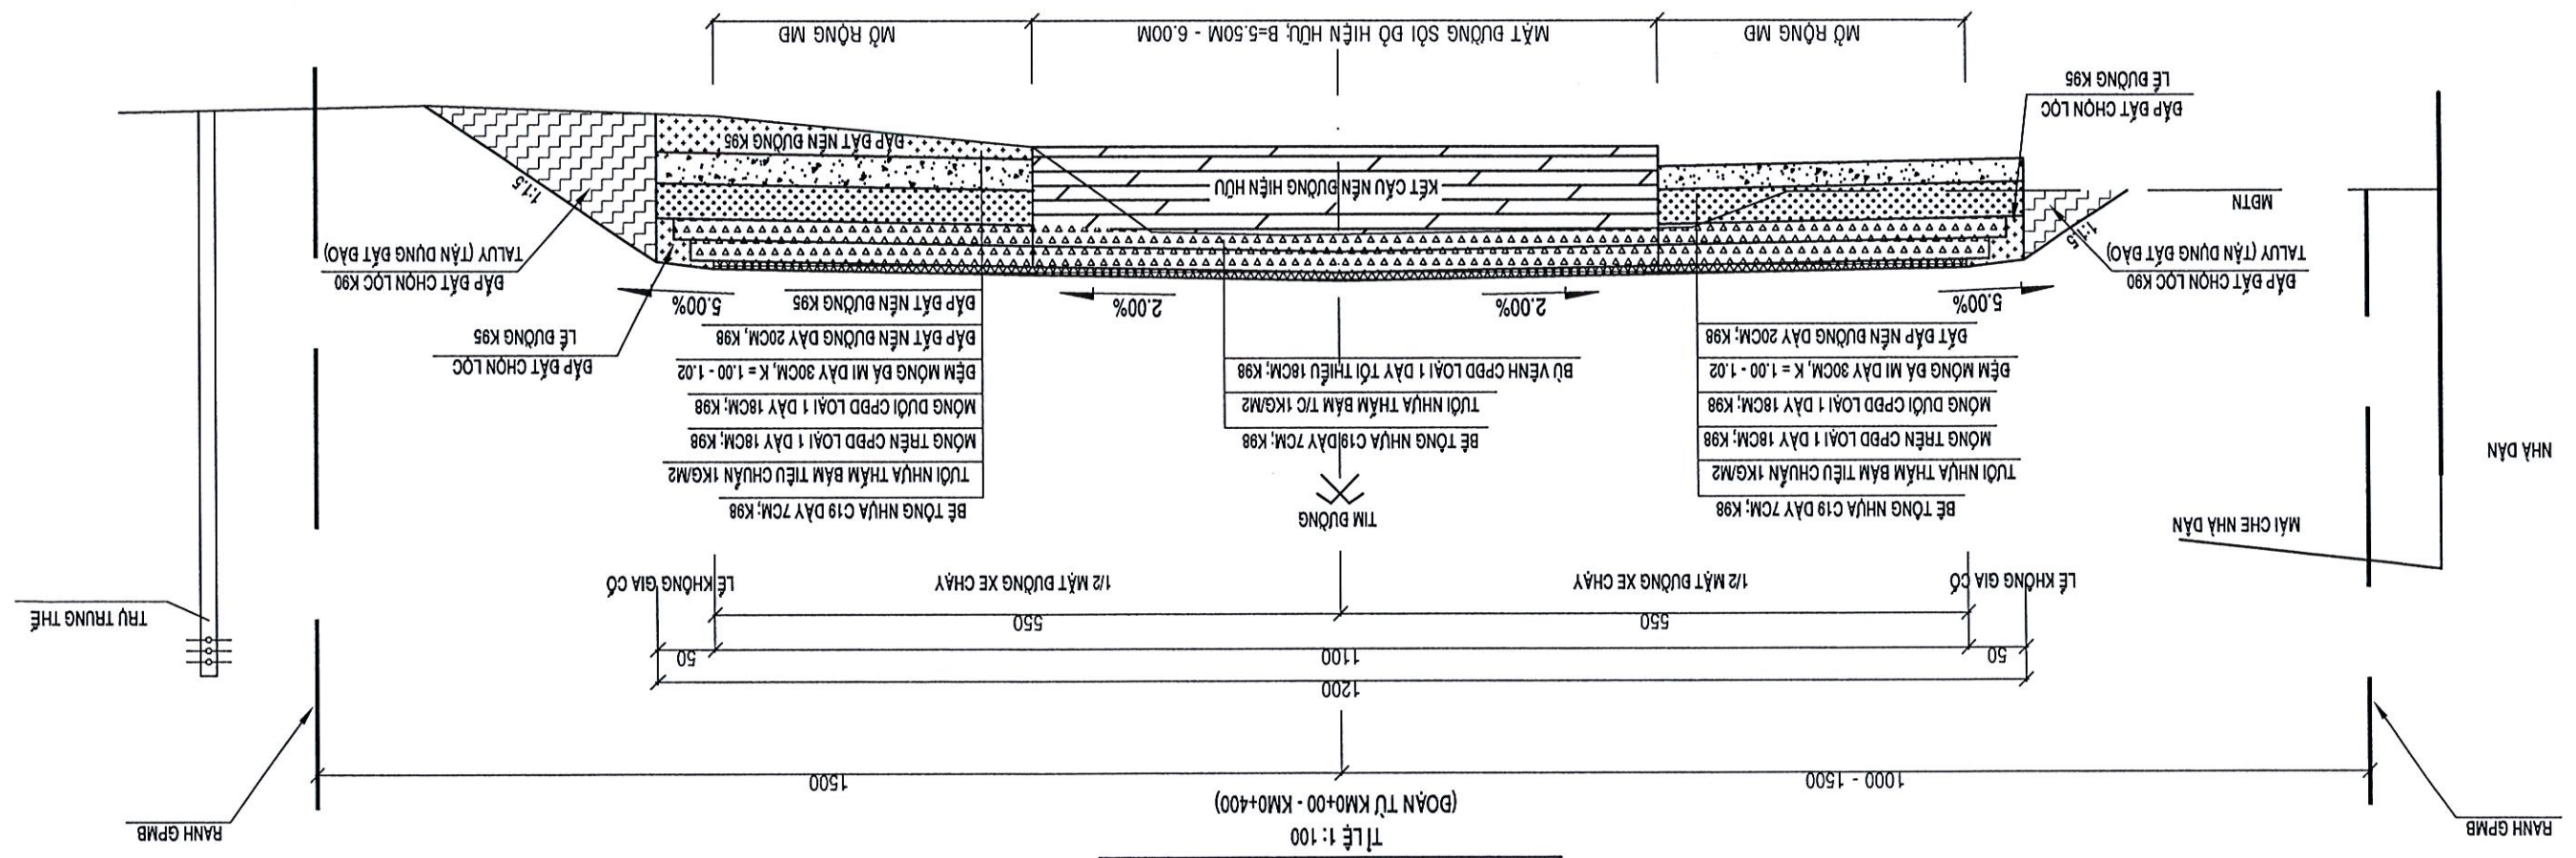 TỈ LỆ 1: 100
(ĐOẠN TỪ KM0+00 - KM0+400)
RANH GPMB
RANH GPMB
1000 - 1500
1500
1200
50
1100
50
550
550
LỀ KHÔNG GIA CỐ
1/2 MẶT ĐƯỜNG XE CHẠY
1/2 MẶT ĐƯỜNG XE CHẠY
LỀ KHÔNG GIA CỐ
TRỤ TRUNG THẾ
MÁI CHE NHÀ DÂN
NHÀ DÂN
TIM ĐƯỜNG
BÊ TÔNG NHỰA C19 DÀY 7CM; K98
TƯỚI NHỰA THẤM BÁM TIÊU CHUẨN 1KG/M2
MÓNG TRÊN CPĐD LOẠI 1 DÀY 18CM; K98
MÓNG DƯỚI CPĐD LOẠI 1 DÀY 18CM; K98
ĐỆM MÓNG ĐÁ MI DÀY 30CM, K = 1.00 - 1.02
ĐẤT ĐẮP NỀN ĐƯỜNG DÀY 20CM; K98
BÊ TÔNG NHỰA C19 DÀY 7CM; K98
TƯỚI NHỰA THẤM BÁM T/C 1KG/M2
BÙ VÊNH CPĐD LOẠI 1 DÀY TỐI THIỂU 18CM; K98
BÊ TÔNG NHỰA C19 DÀY 7CM; K98
TƯỚI NHỰA THẤM BÁM TIÊU CHUẨN 1KG/M2
MÓNG TRÊN CPĐD LOẠI 1 DÀY 18CM; K98
MÓNG DƯỚI CPĐD LOẠI 1 DÀY 18CM; K98
ĐỆM MÓNG ĐÁ MI DÀY 30CM, K = 1.00 - 1.02
ĐẮP ĐẤT NỀN ĐƯỜNG DÀY 20CM, K98
ĐẮP ĐẤT NỀN ĐƯỜNG K95
ĐẮP ĐẤT CHỌN LỌC
LỀ ĐƯỜNG K95
5.00%
2.00%
2.00%
5.00%
ĐẮP ĐẤT CHỌN LỌC K90
TALUY (TẬN DỤNG ĐẤT ĐÀO)
ĐẮP ĐẤT CHỌN LỌC K90
TALUY (TẬN DỤNG ĐẤT ĐÀO)
1:1.5
1:1.5
MĐTN
KẾT CẤU NỀN ĐƯỜNG HIỆN HỮU
ĐẮP ĐẤT NỀN ĐƯỜNG K95
ĐẮP ĐẤT CHỌN LỌC
LỀ ĐƯỜNG K95
MỞ RỘNG MĐ
MẶT ĐƯỜNG SỎI ĐỎ HIỆN HỮU; B=5.50M - 6.00M
MỞ RỘNG MĐ